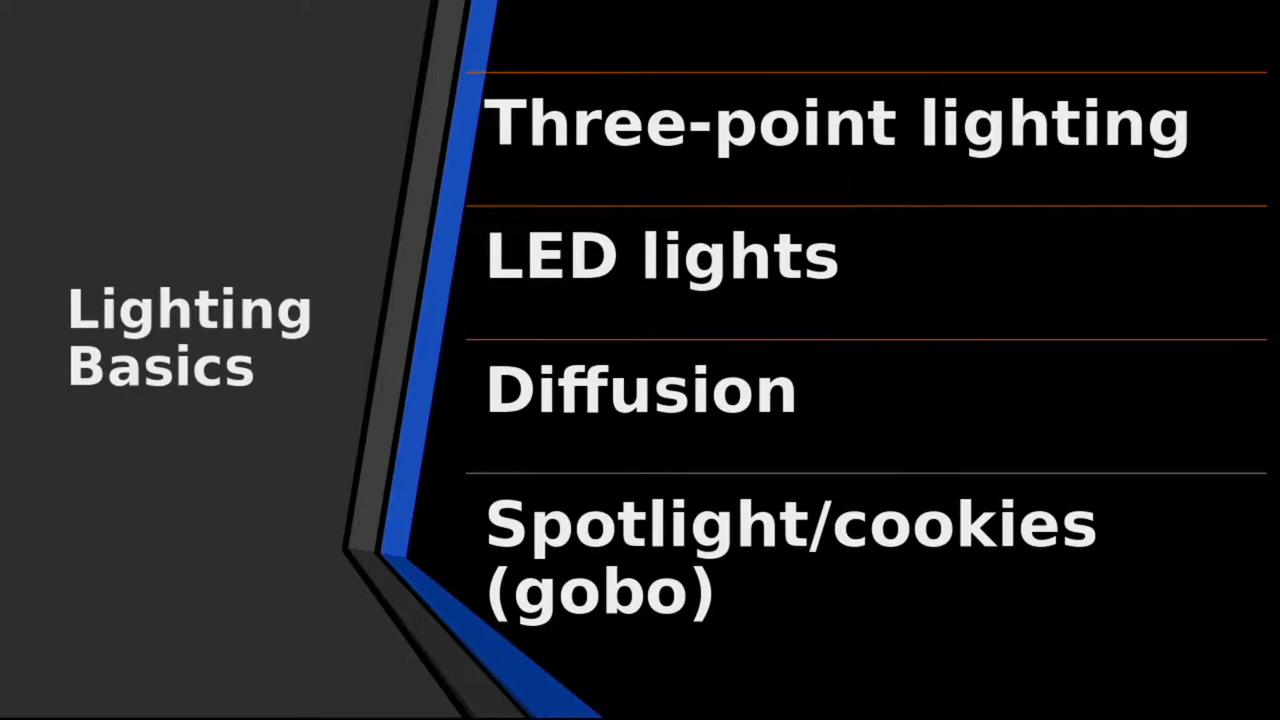 Lighting
Basics
Three-point lighting
LED lights
Diffusion
Spotlight/cookies
(gobo)